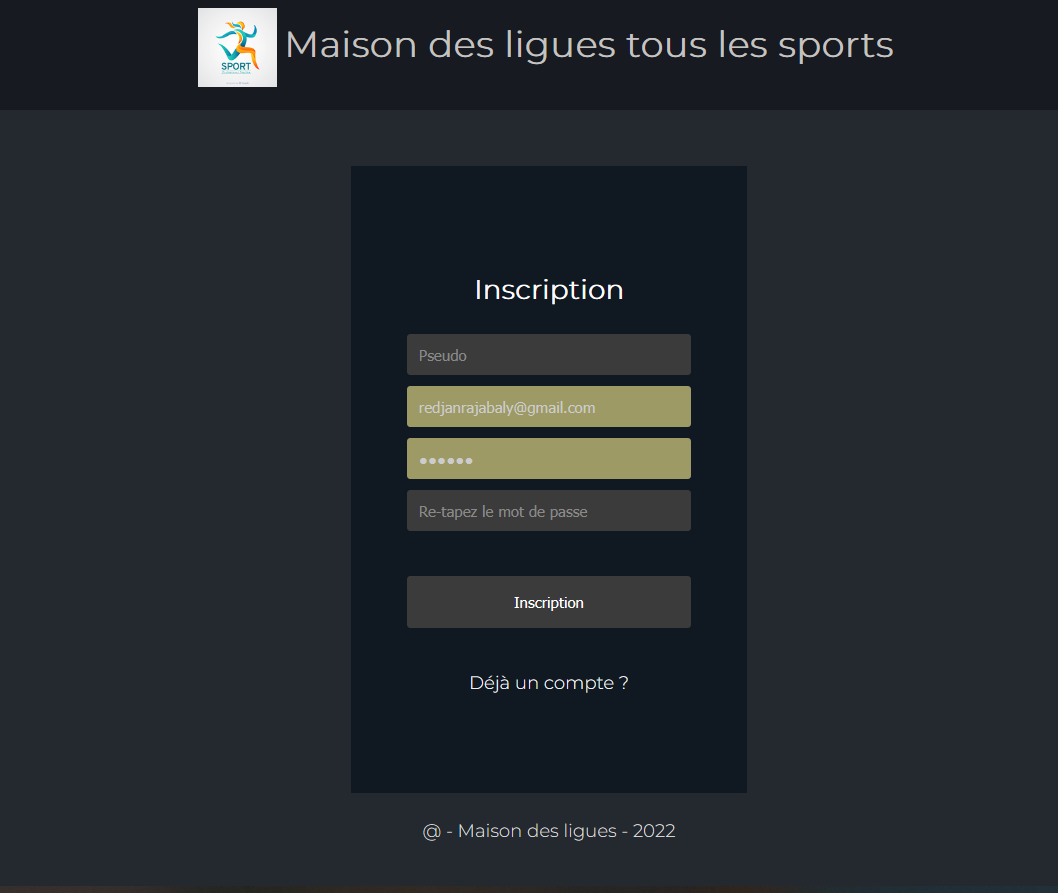 SPORT
Maison des ligues tous les sports
Inscription
Pseudo
redjanrajabaly@gmail.com
●●●●●●
Re-tapez le mot de passe
Inscription
Déjà un compte ?
@ - Maison des ligues - 2022